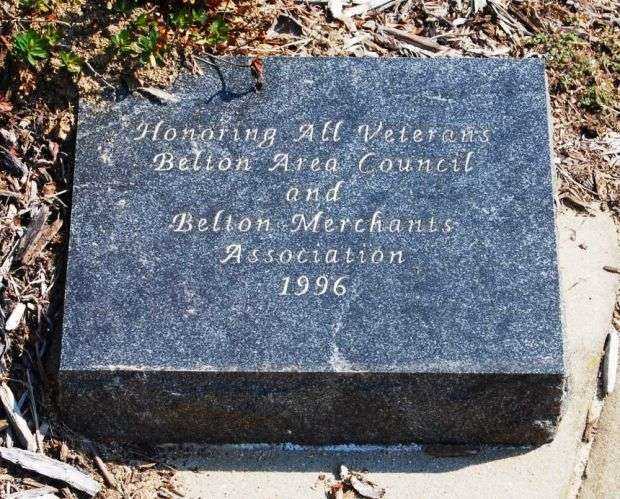 Honoring All Veterans
Belton Area Council
and
Belton Merchants
Association
1996